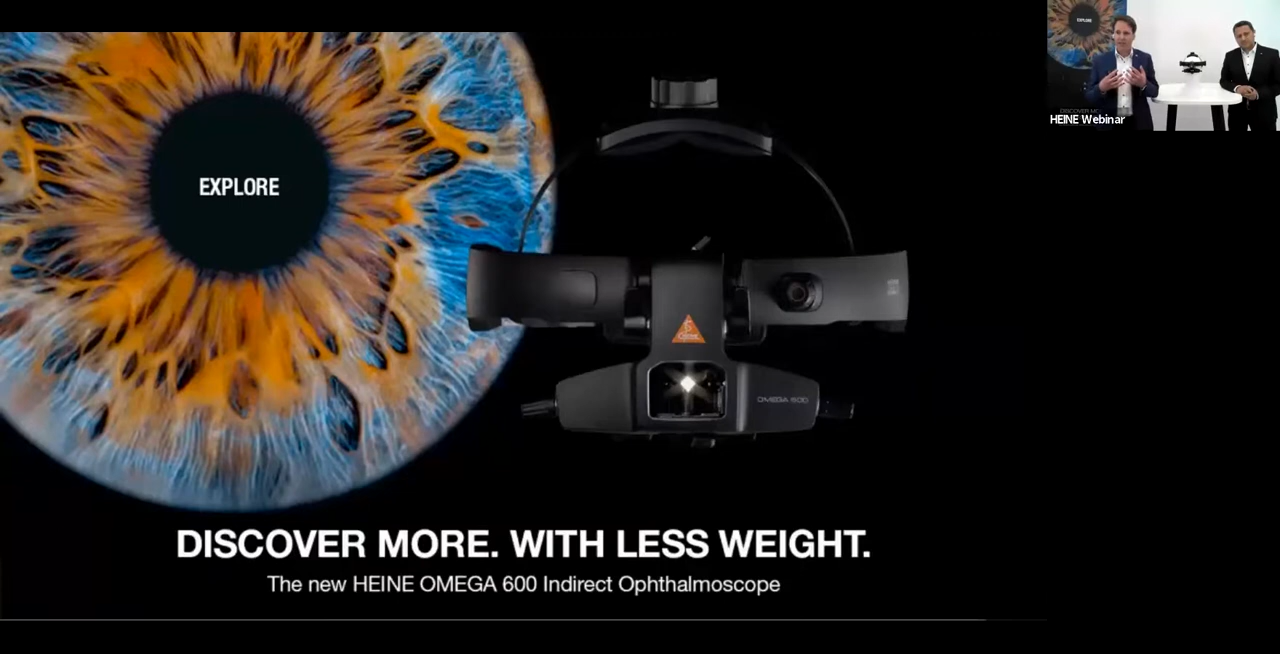 EXPLORE
OMEGA 600
DISCOVER MORE. WITH LESS WEIGHT.
The new HEINE OMEGA 600 Indirect Ophthalmoscope
EXPLORE
HEINE Webinar